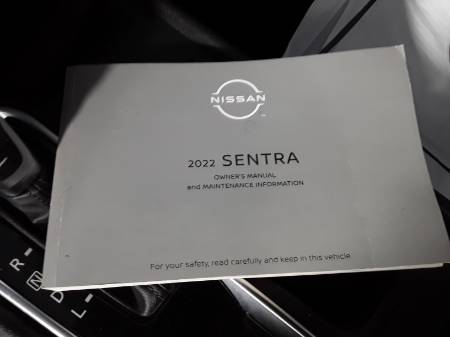 NISSAN
2022 SENTRA
OWNER'S MANUAL
and MAINTENANCE INFORMATION
For your safety, read carefully and keep in this vehicle.
R
N
D
L